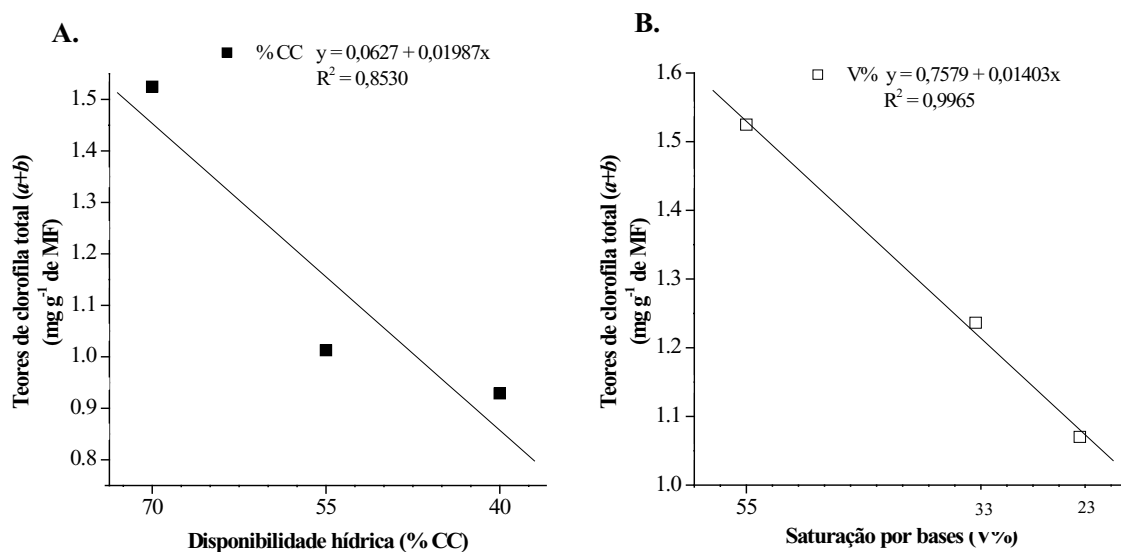 A.
■ % CC y = 0,0627 + 0,01987x
R² = 0,8530
Teores de clorofila total (a+b)
(mg g⁻¹ de MF)
1.5
1.4
1.3
1.2
1.1
1.0
0.9
0.8
70
55
40
Disponibilidade hídrica (% CC)
B.
□ V% y = 0,7579 + 0,01403x
R² = 0,9965
Teores de clorofila total (a+b)
(mg g⁻¹ de MF)
1.6
1.5
1.4
1.3
1.2
1.1
1.0
55
33
23
Saturação por bases (V%)